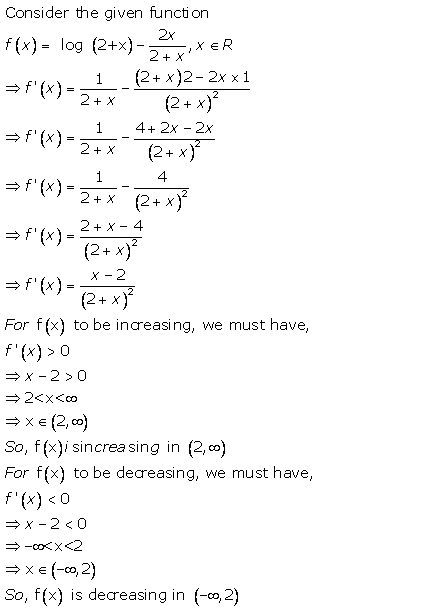 Consider the given function
f(x) = log (2+x) − 2x/(2+x), x ∈ R
⇒ f'(x) = 1/(2+x) − ((2+x)2 − 2x×1)/(2+x)²
⇒ f'(x) = 1/(2+x) − (4+2x−2x)/(2+x)²
⇒ f'(x) = 1/(2+x) − 4/(2+x)²
⇒ f'(x) = (2+x−4)/(2+x)²
⇒ f'(x) = (x−2)/(2+x)²
For f(x) to be increasing, we must have,
f'(x) > 0
⇒ x − 2 > 0
⇒ 2<x<∞
⇒ x ∈ (2,∞)
So, f(x)i sincreasing in (2,∞)
For f(x) to be decreasing, we must have,
f'(x) < 0
⇒ x − 2 < 0
⇒ −∞<x<2
⇒ x ∈ (−∞,2)
So, f(x) is decreasing in (−∞,2)